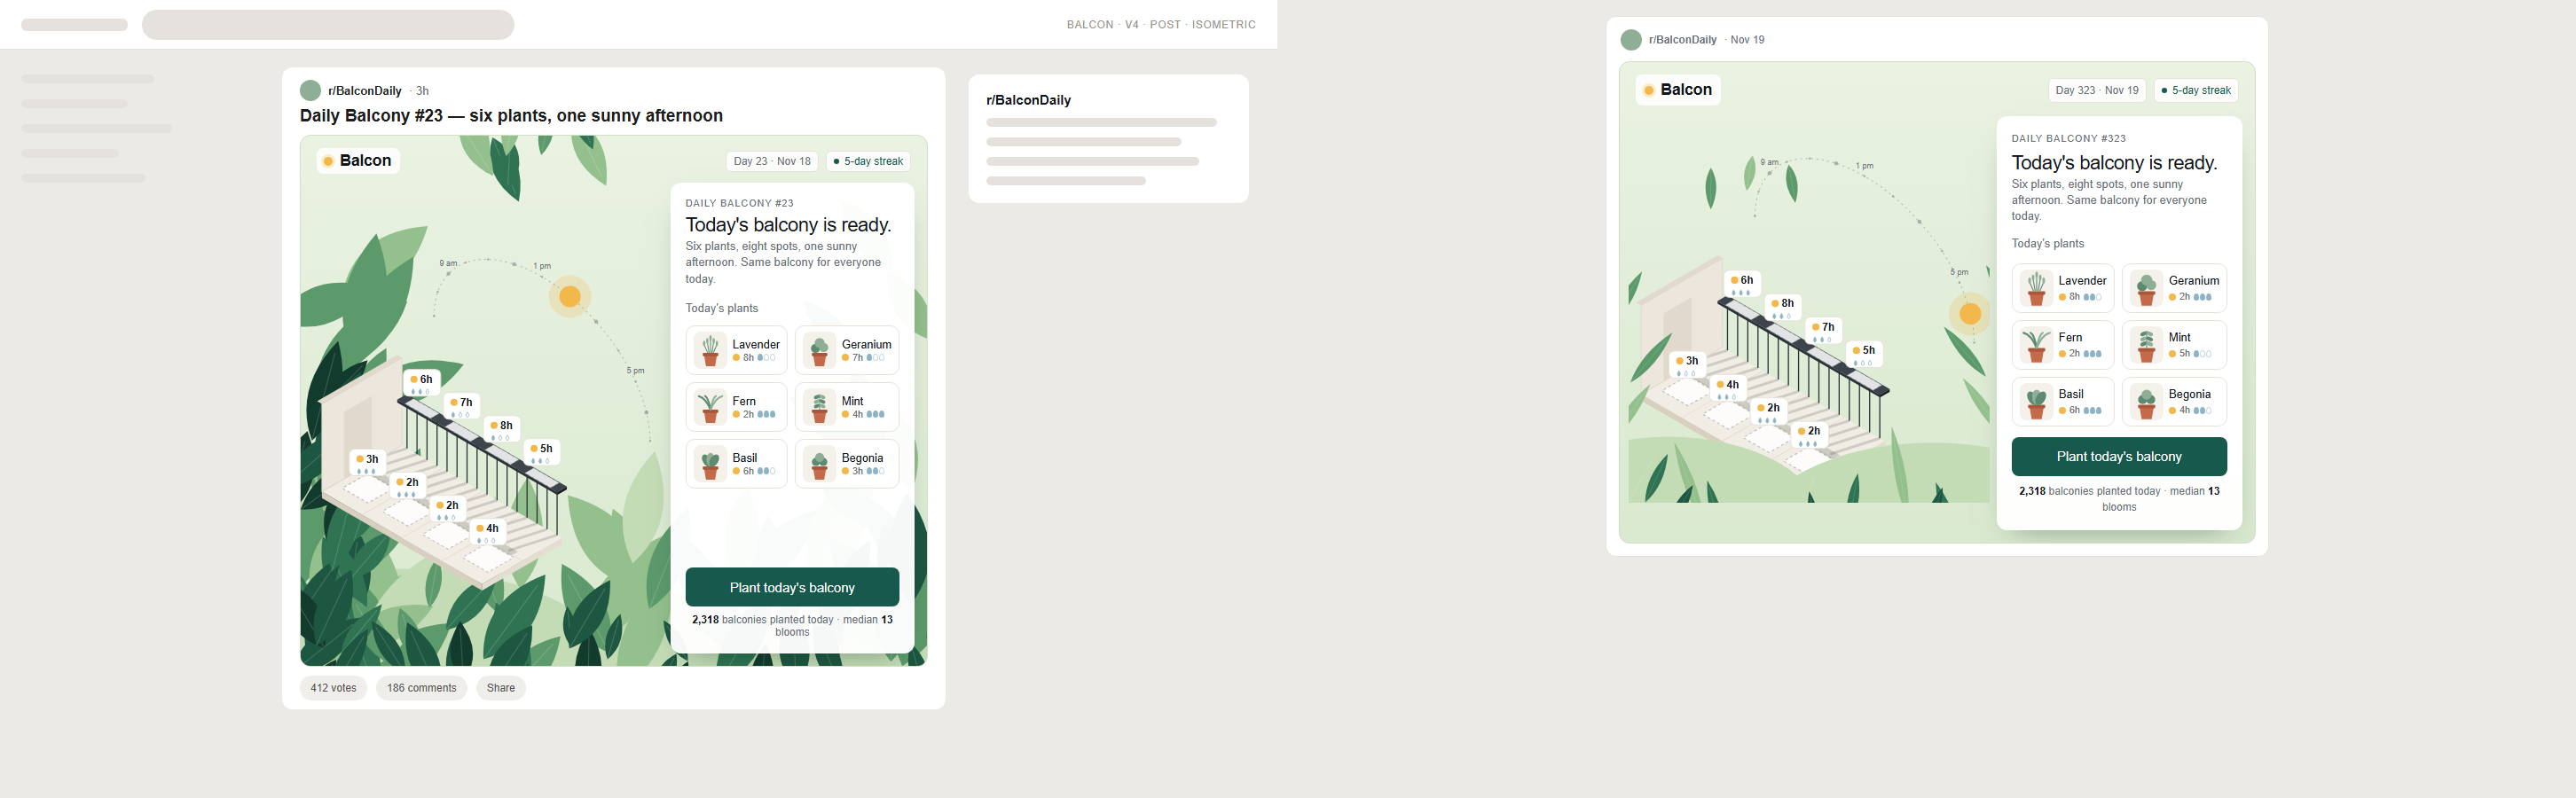 BALCON · V4 · POST · ISOMETRIC
r/BalconDaily · 3h
Daily Balcony #23 — six plants, one sunny afternoon
Balcon
Day 23 · Nov 18
5-day streak
9 am
1 pm
5 pm
6h
7h
8h
5h
3h
2h
2h
4h
DAILY BALCONY #23
Today's balcony is ready.
Six plants, eight spots, one sunny
afternoon. Same balcony for everyone
today.
Today's plants
Lavender
8h
Geranium
7h
Fern
2h
Mint
4h
Basil
6h
Begonia
3h
Plant today's balcony
2,318 balconies planted today · median 13
blooms
412 votes
186 comments
Share
r/BalconDaily
r/BalconDaily · Nov 19
Balcon
Day 323 · Nov 19
5-day streak
9 am
1 pm
5 pm
6h
8h
7h
5h
3h
4h
2h
2h
DAILY BALCONY #323
Today's balcony is ready.
Six plants, eight spots, one sunny
afternoon. Same balcony for everyone
today.
Today's plants
Lavender
8h
Geranium
2h
Fern
2h
Mint
5h
Basil
6h
Begonia
4h
Plant today's balcony
2,318 balconies planted today · median 13
blooms